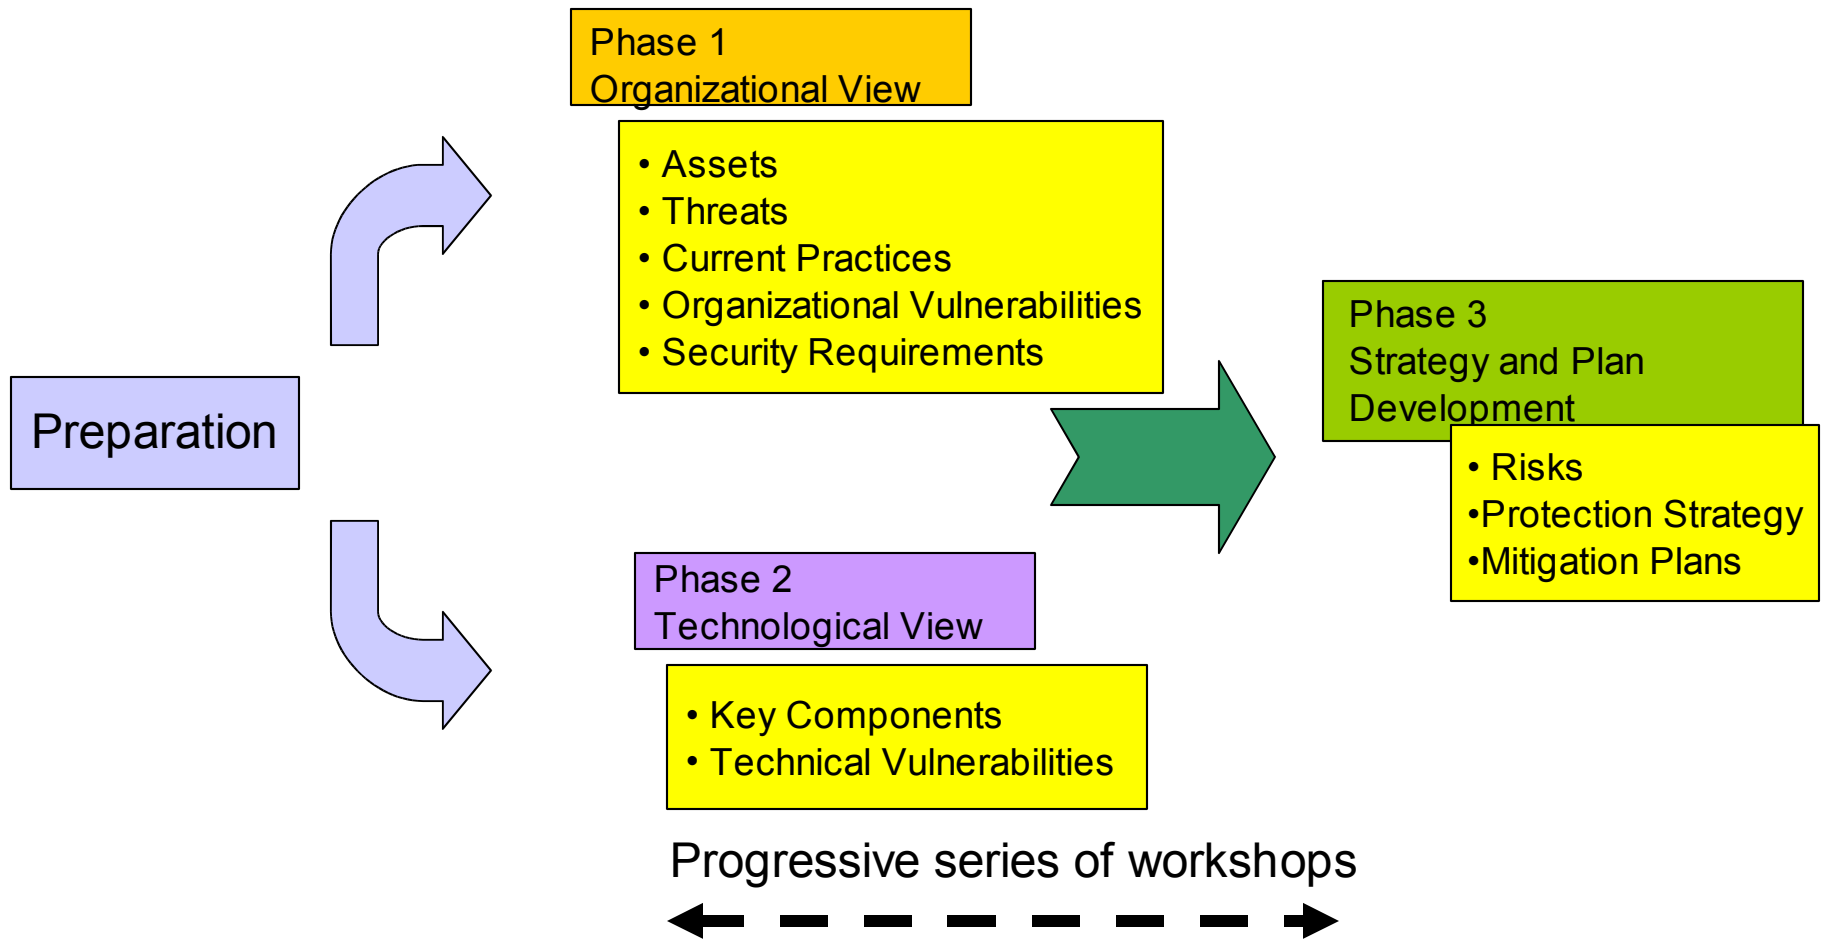 Phase 1
Organizational View
• Assets
• Threats
• Current Practices
• Organizational Vulnerabilities
• Security Requirements
Preparation
Phase 3
Strategy and Plan
Development
• Risks
•Protection Strategy
•Mitigation Plans
Phase 2
Technological View
• Key Components
• Technical Vulnerabilities
Progressive series of workshops